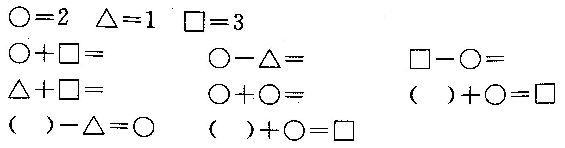 ○=2 △=1 □=3
○+□= ○-△= □-○=
△+□= ○+○= ( )+○=□
( )-△=○ ( )+○=□